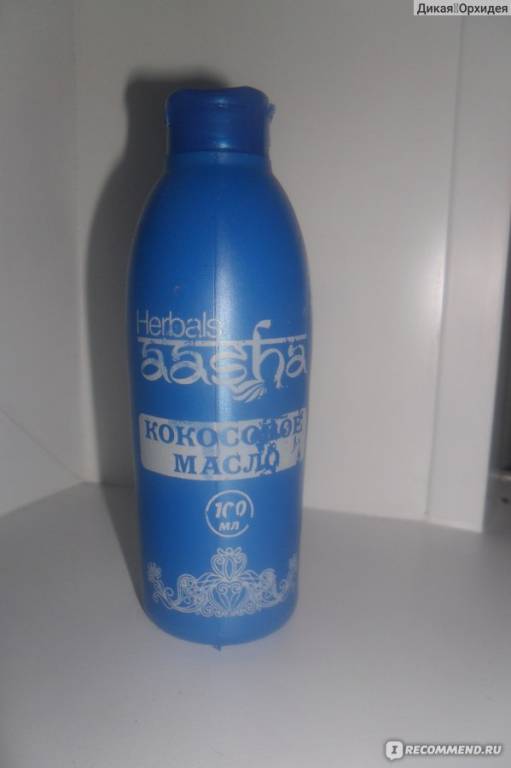 Дикая Орхидея
Herbals
aasha
КОКОСОВОЕ
МАСЛО
100
МЛ
I RECOMMEND.RU